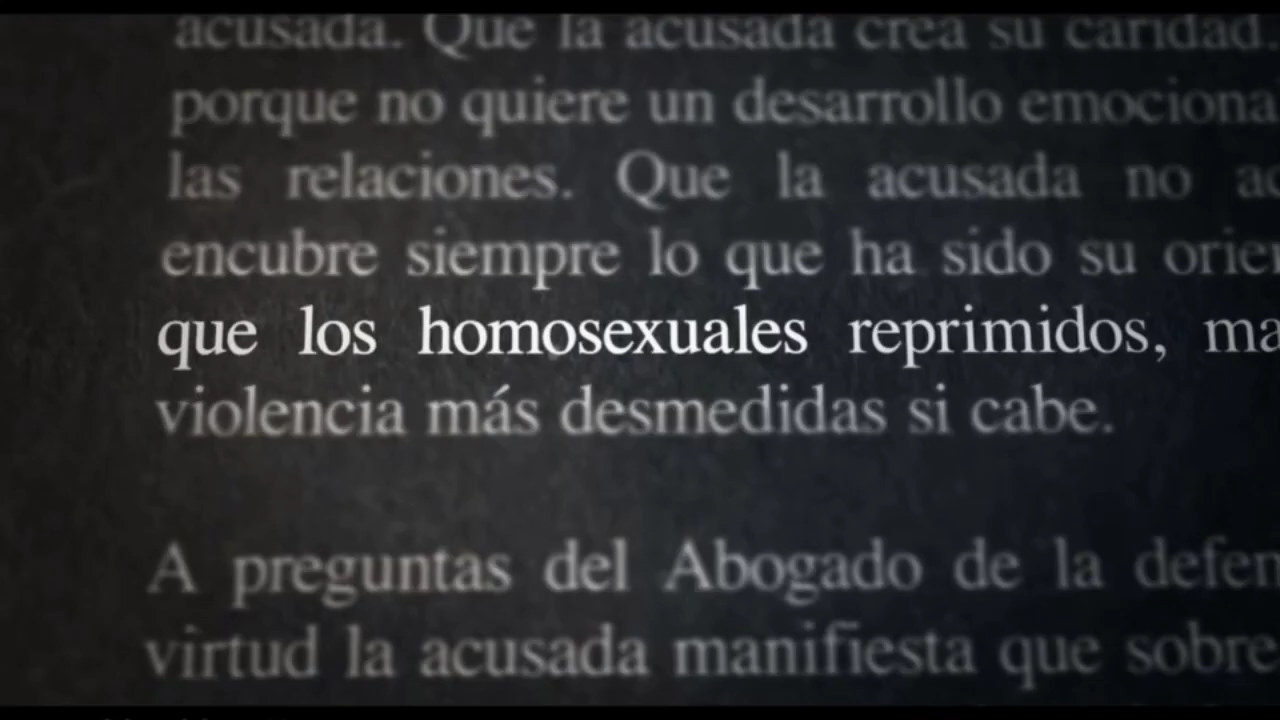 acusada. Que la acusada crea su caridad.
porque no quiere un desarrollo emociona
las relaciones. Que la acusada no
encubre siempre lo que ha sido su
que los homosexuales reprimidos,
violencia más desmedidas si cabe.
A preguntas del Abogado de la
virtud la acusada manifiesta que sobre